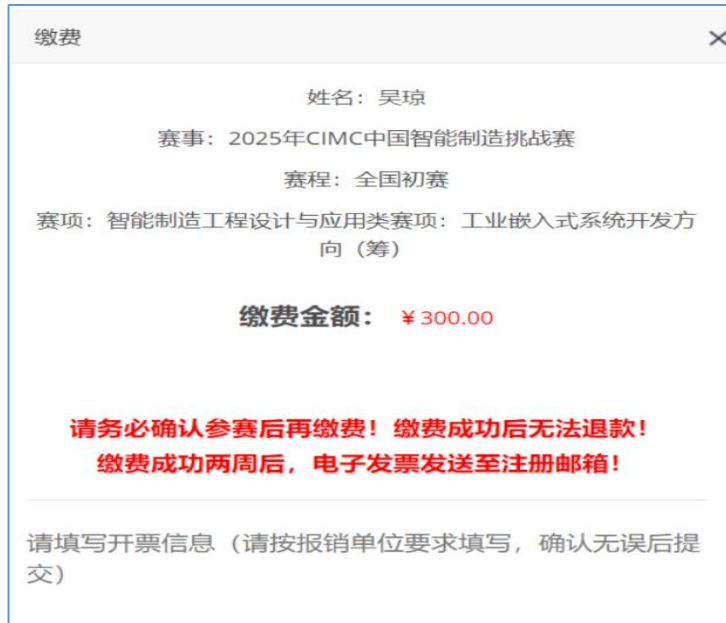 缴费
姓名：吴琼
赛事：2025年CIMC中国智能制造挑战赛
赛程：全国初赛
赛项：智能制造工程设计与应用类赛项：工业嵌入式系统开发方
向（筹）
缴费金额： ￥300.00
请务必确认参赛后再缴费！缴费成功后无法退款！
缴费成功两周后，电子发票发送至注册邮箱！
请填写开票信息（请按报销单位要求填写，确认无误后提
交）